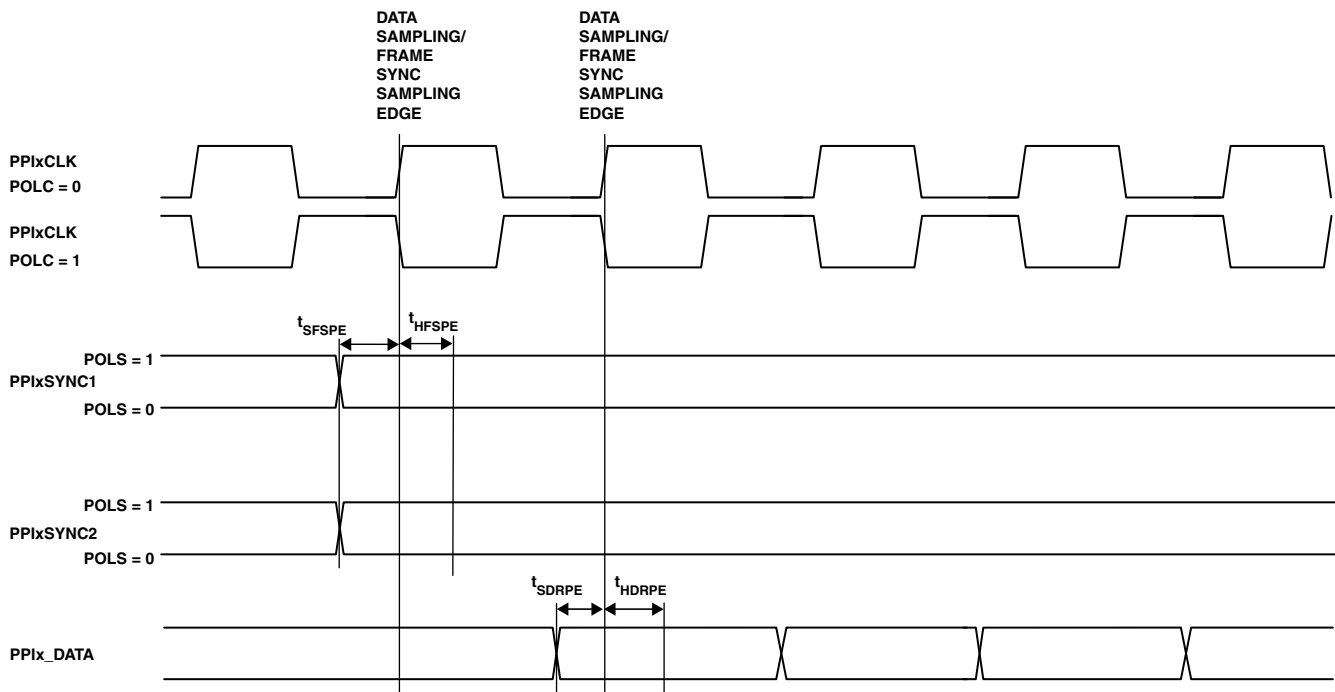 DATA
SAMPLING/
FRAME
SYNC
SAMPLING
EDGE
DATA
SAMPLING/
FRAME
SYNC
SAMPLING
EDGE
PPIxCLK
POLC = 0
PPIxCLK
POLC = 1
tSFSPE
tHFSPE
POLS = 1
PPIxSYNC1
POLS = 0
POLS = 1
PPIxSYNC2
POLS = 0
tSDRPE
tHDRPE
PPIx_DATA